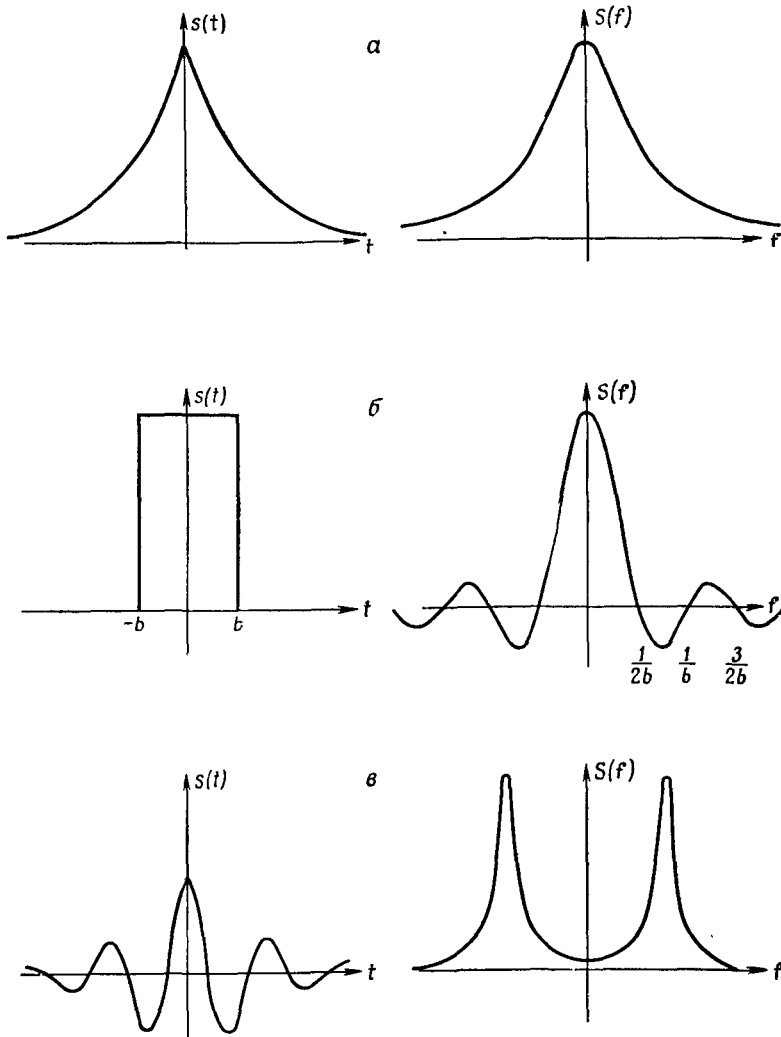 s(t)
а
S(f)
t
f
s(t)
б
S(f)
-b
b
t
f
1/2b
1/b
3/2b
s(t)
в
S(f)
t
f